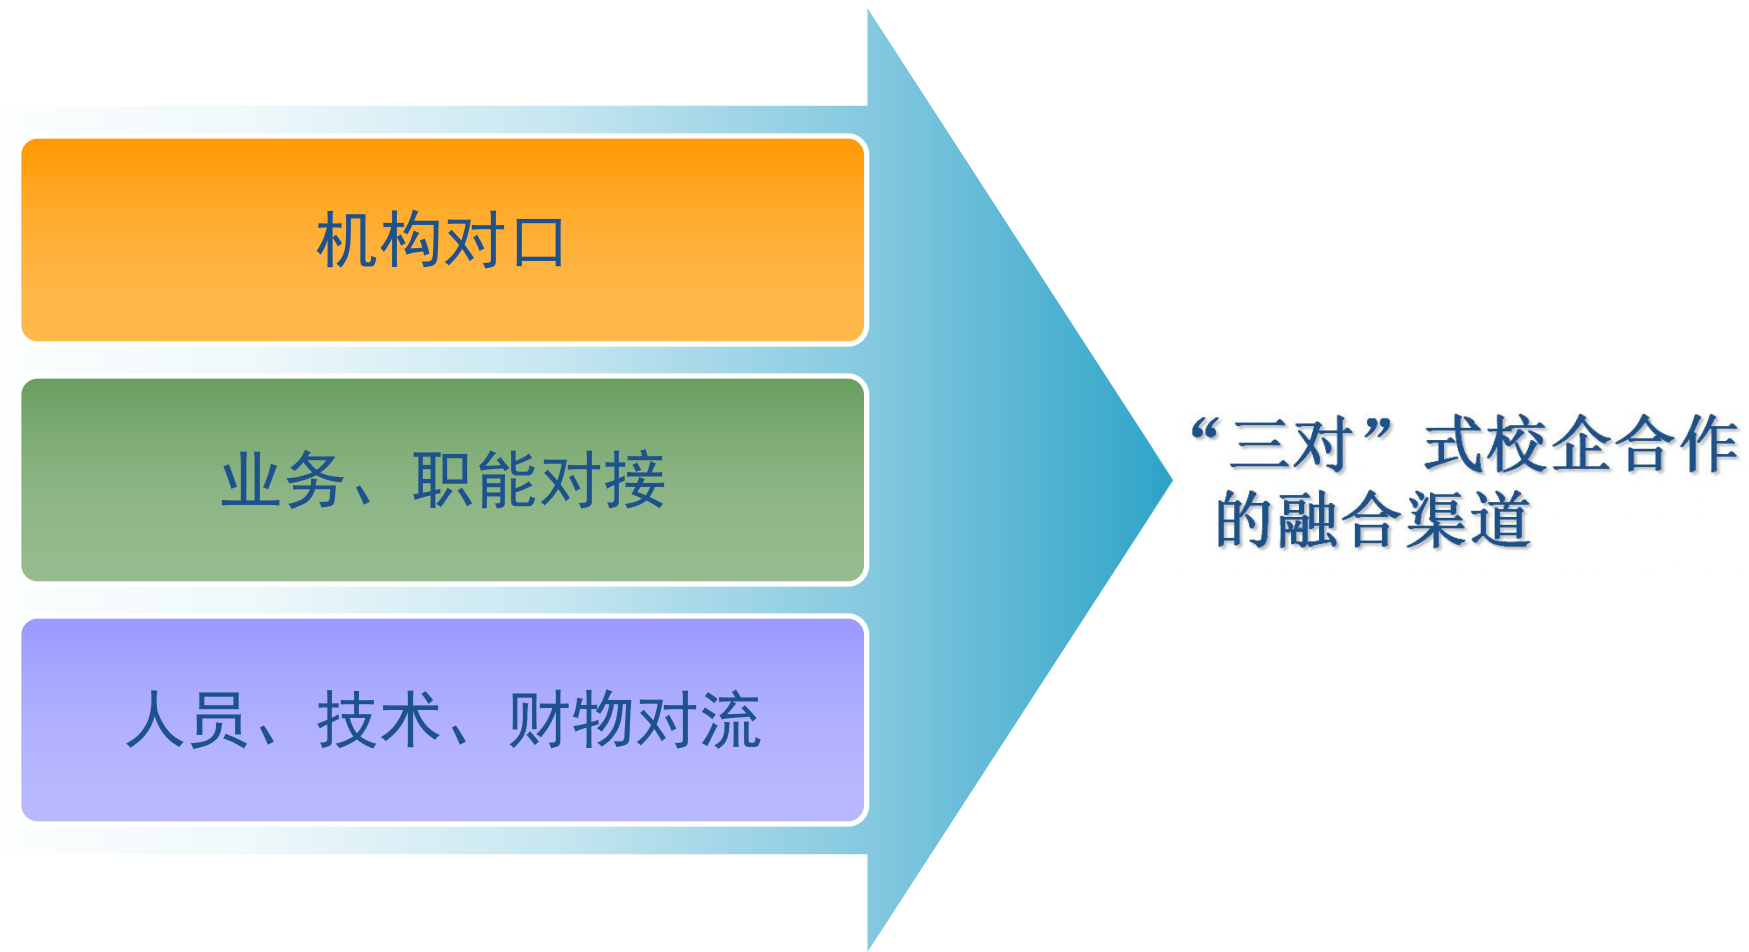 机构对口
业务、职能对接
人员、技术、财物对流
“三对”式校企合作
的融合渠道